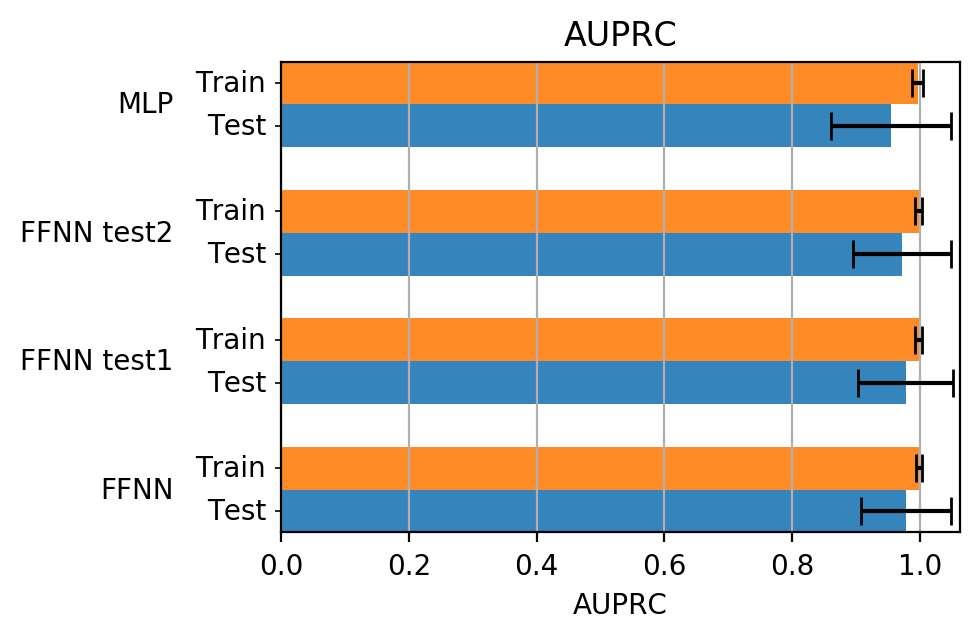 AUPRC
MLP
Train
Test
FFNN test2
Train
Test
FFNN test1
Train
Test
FFNN
Train
Test
0.0 0.2 0.4 0.6 0.8 1.0
AUPRC